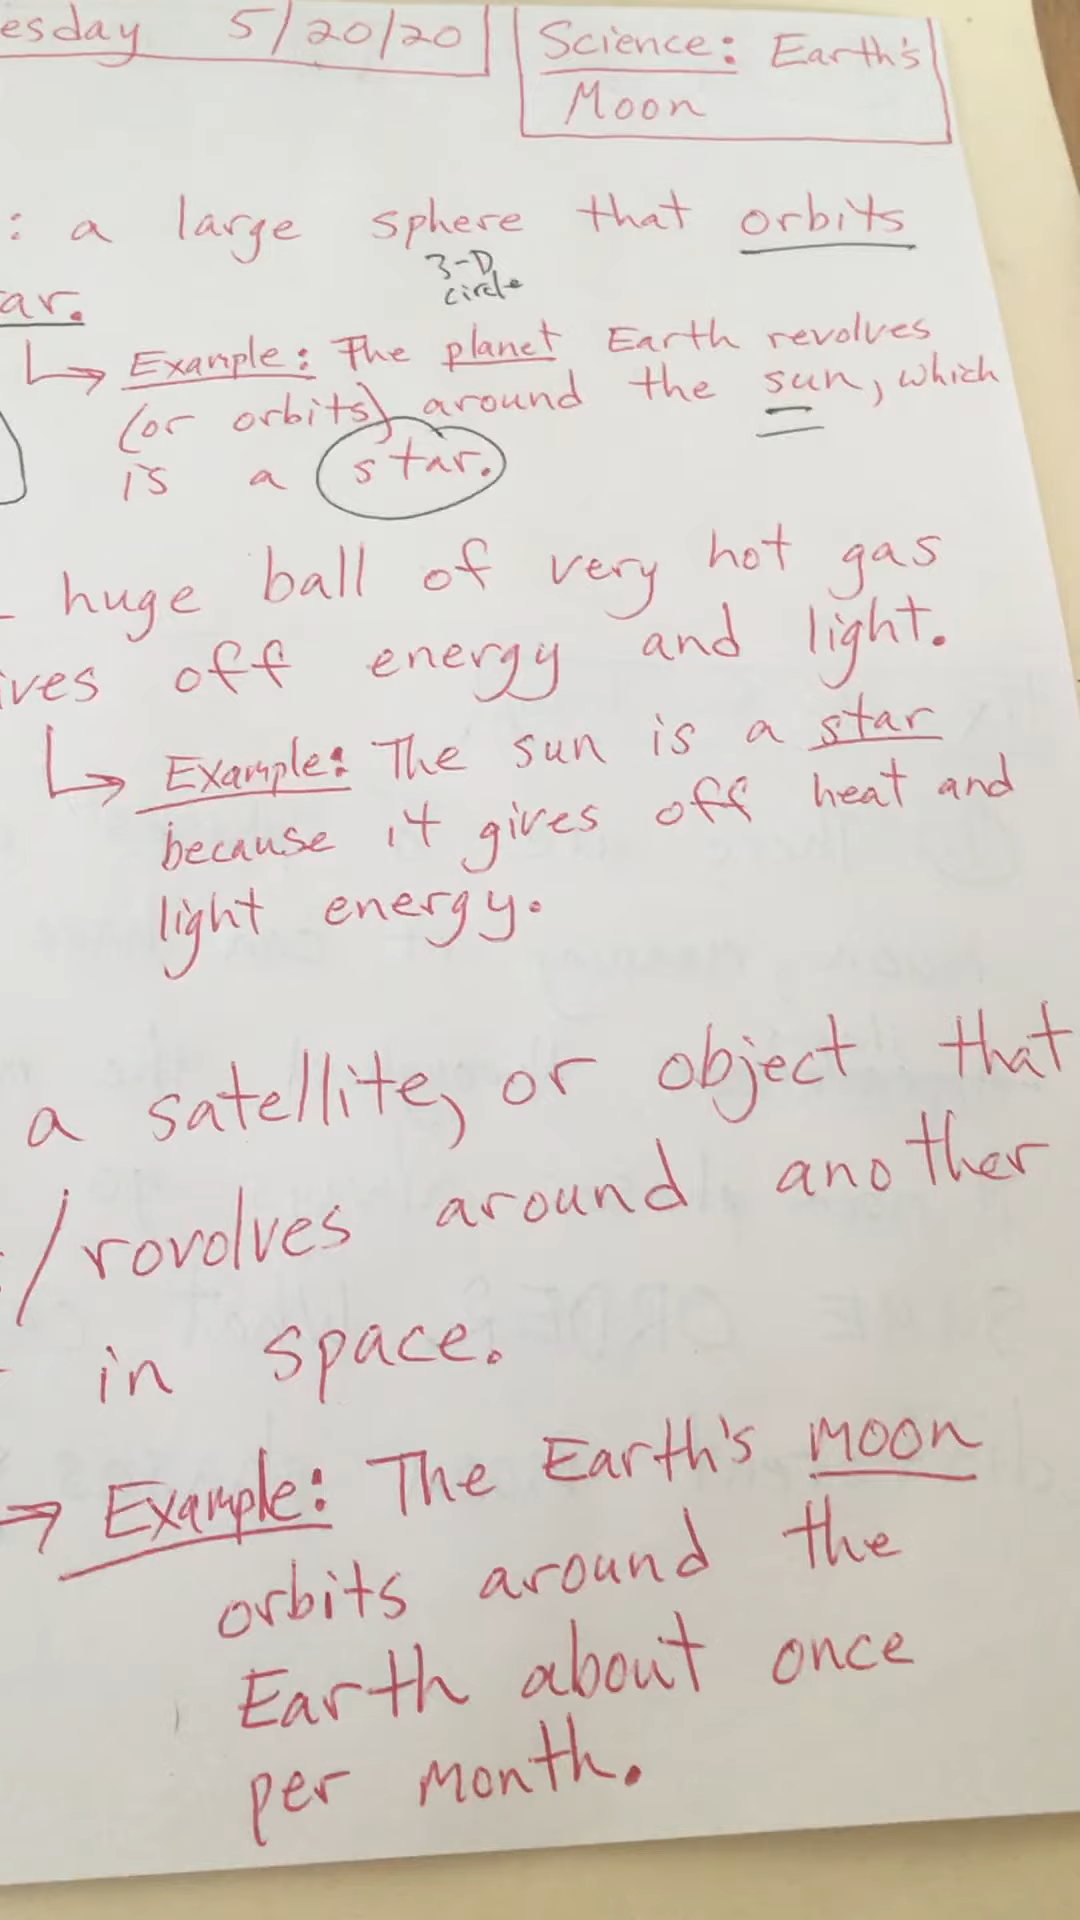 esday 5/20/20
Science: Earth's
Moon
: a large sphere that orbits
3-D
circle
ar.
Example: The planet Earth revolves
(or orbits) around the sun, which
is a star.
huge ball of very hot gas
ives off energy and light.
Example: The sun is a star
because it gives off heat and
light energy.
a satellite, or object that
/rovolves around another
in space.
Example: The Earth's moon
orbits around the
Earth about once
per month.